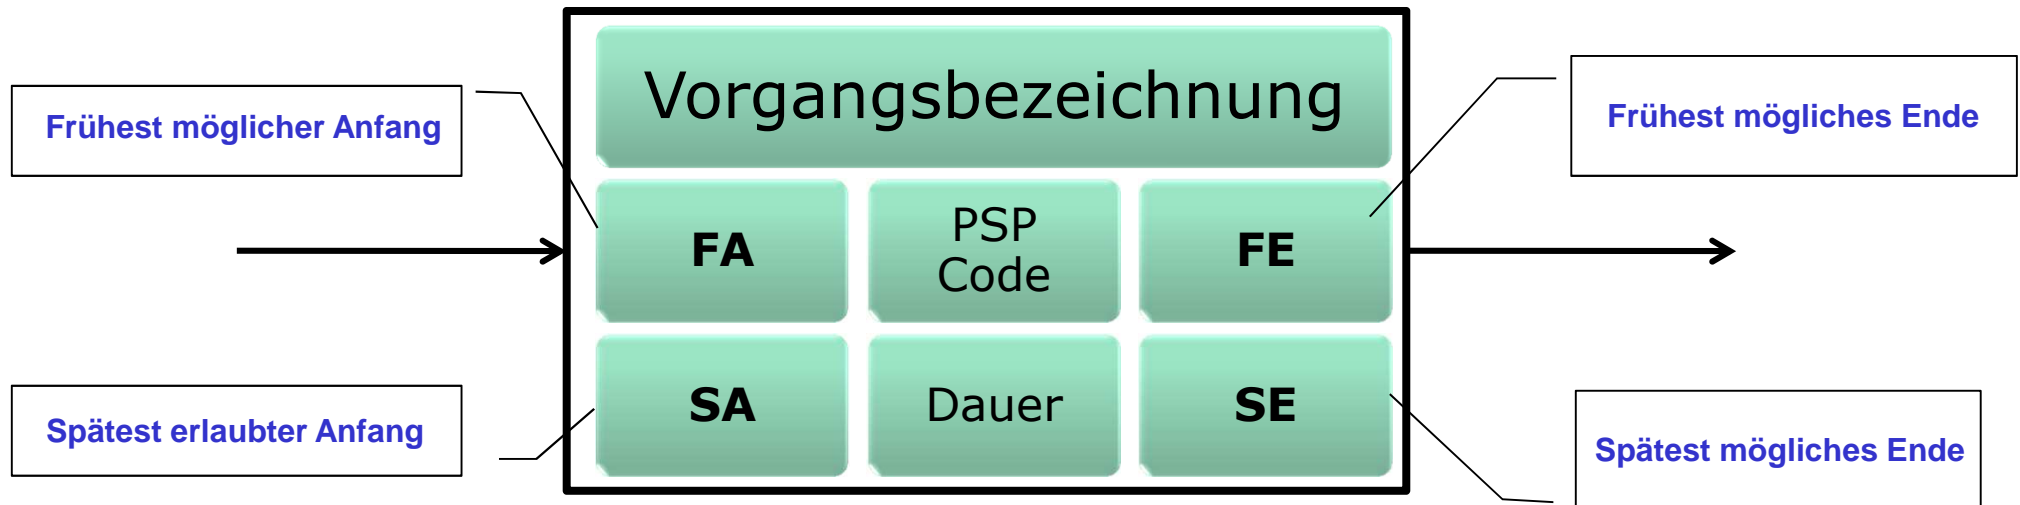 Vorgangsbezeichnung
Frühest möglicher Anfang
Frühest mögliches Ende
FA
PSP
Code
FE
SA
Dauer
SE
Spätest erlaubter Anfang
Spätest mögliches Ende